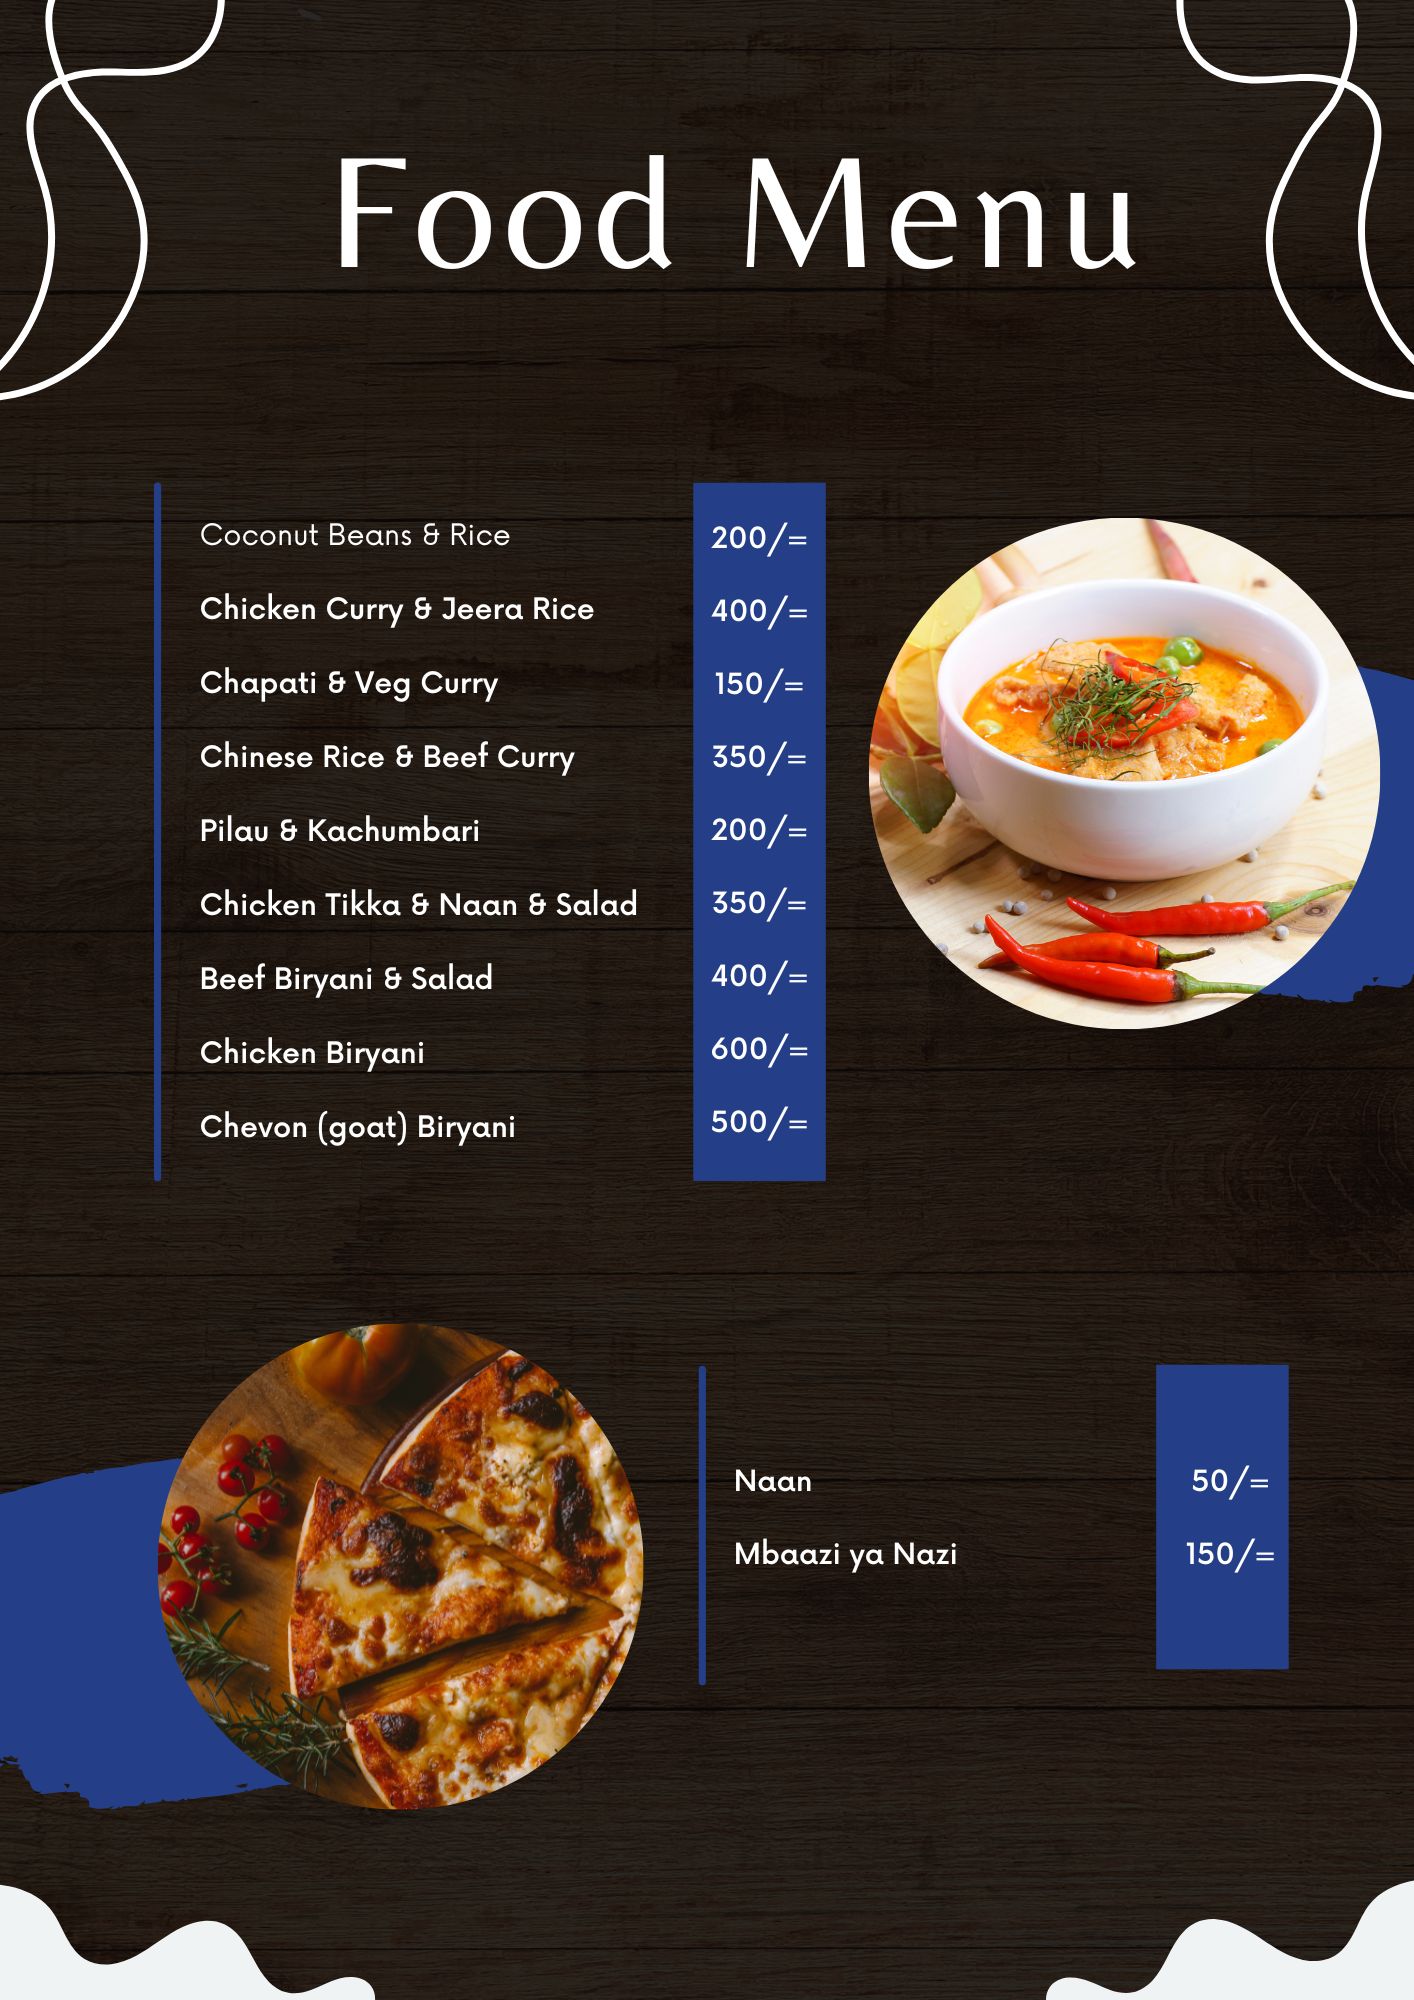 Food Menu
Coconut Beans & Rice 200/=
Chicken Curry & Jeera Rice 400/=
Chapati & Veg Curry 150/=
Chinese Rice & Beef Curry 350/=
Pilau & Kachumbari 200/=
Chicken Tikka & Naan & Salad 350/=
Beef Biryani & Salad 400/=
Chicken Biryani 600/=
Chevon (goat) Biryani 500/=
Naan 50/=
Mbaazi ya Nazi 150/=